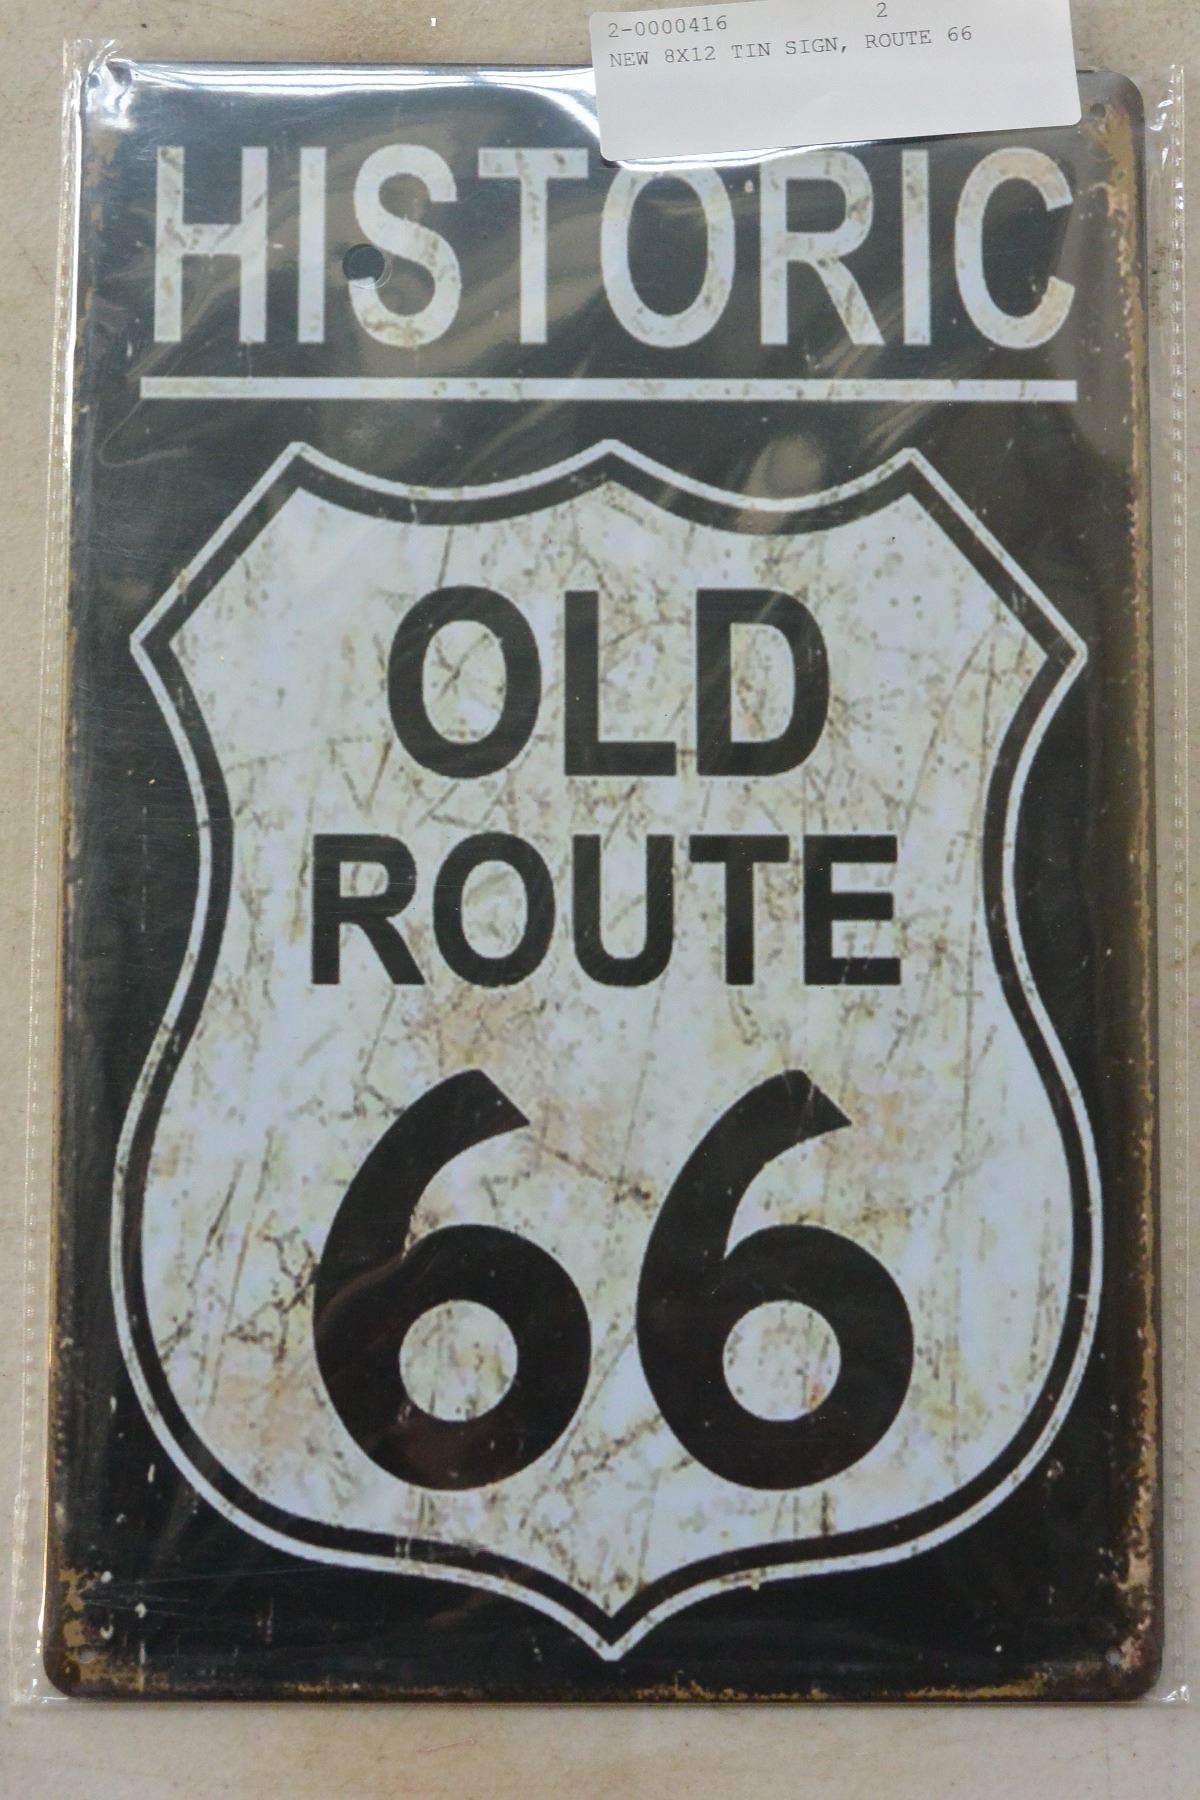 2-0000416 2
NEW 8X12 TIN SIGN, ROUTE 66
HISTORIC
OLD
ROUTE
66